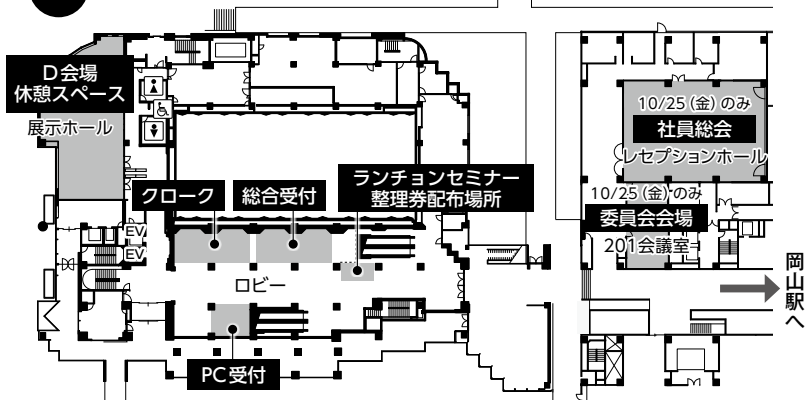 D会場
休憩スペース
展示ホール
クローク
総合受付
ランチョンセミナー
整理券配布場所
EV
EV
ロビー
PC受付
10/25（金）のみ
社員総会
レセプションホール
10/25（金）のみ
委員会会場
201会議室
岡山駅へ